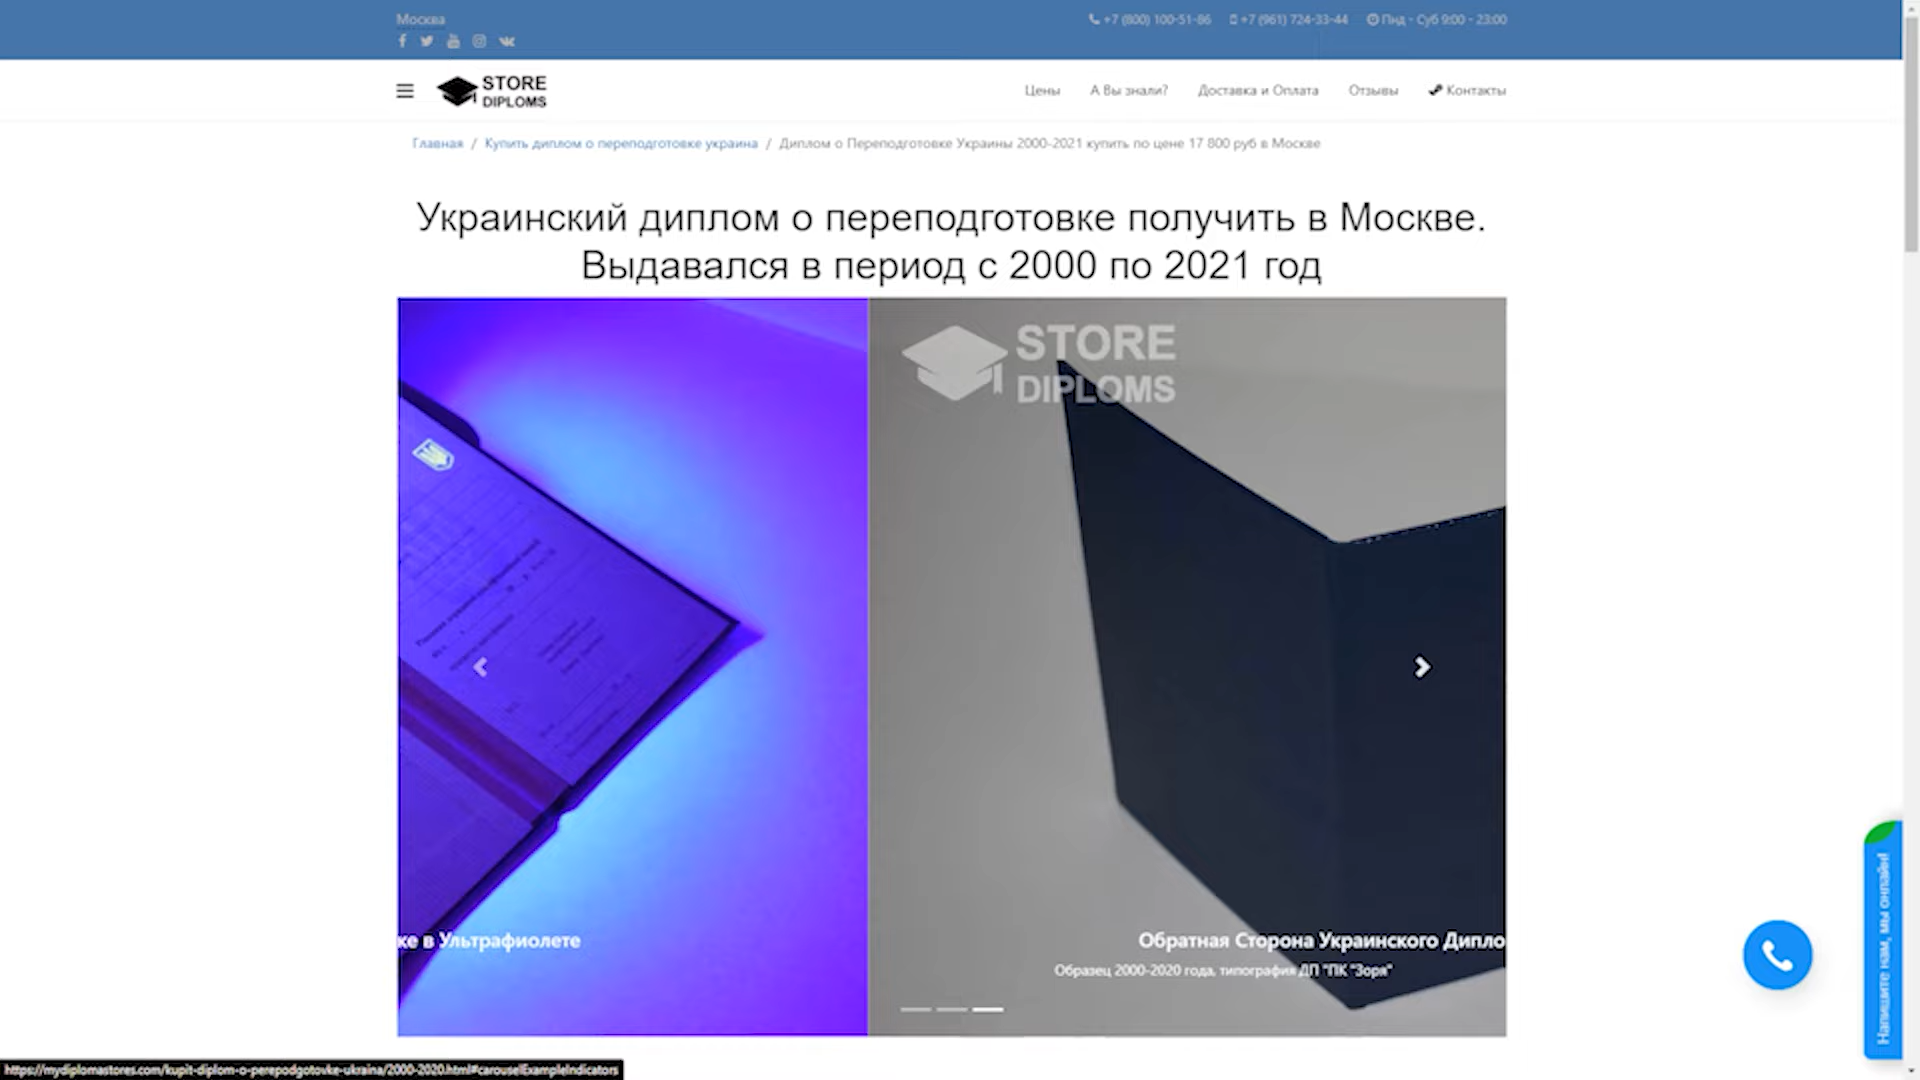 Москва
+7 (800) 100-51-86
+7 (961) 724-33-44
Пнд - Суб 9:00 - 23:00
STORE
DIPLOMS
Цены
А Вы знали?
Доставка и Оплата
Отзывы
Контакты
Главная / Купить диплом о переподготовке украина / Диплом о Переподготовке Украины 2000-2021 купить по цене 17 800 руб в Москве
Украинский диплом о переподготовке получить в Москве.
Выдавался в период с 2000 по 2021 год
STORE
DIPLOMS
ке в Ультрафиолете
Обратная Сторона Украинского Дипло
Образец 2000-2020 года, типография ДП "ПК "Зоря"
Напишите нам, мы онлайн!
https://mydiplomastores.com/kupit-diplom-o-perepodgotovke-ukraina/2000-2020.html#carouselExampleIndicators